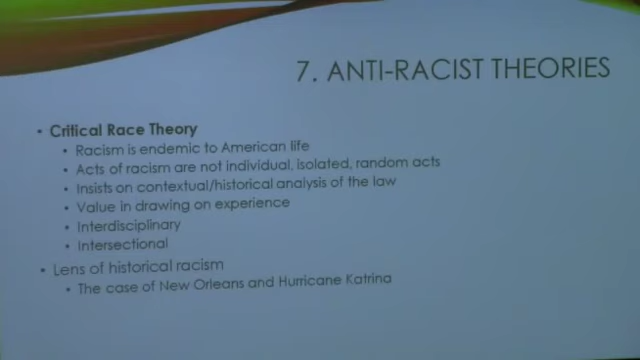 7. ANTI-RACIST THEORIES
• Critical Race Theory
• Racism is endemic to American life
• Acts of racism are not individual, isolated, random acts
• Insists on contextual/historical analysis of the law
• Value in drawing on experience
• Interdisciplinary
• Intersectional
• Lens of historical racism
• The case of New Orleans and Hurricane Katrina